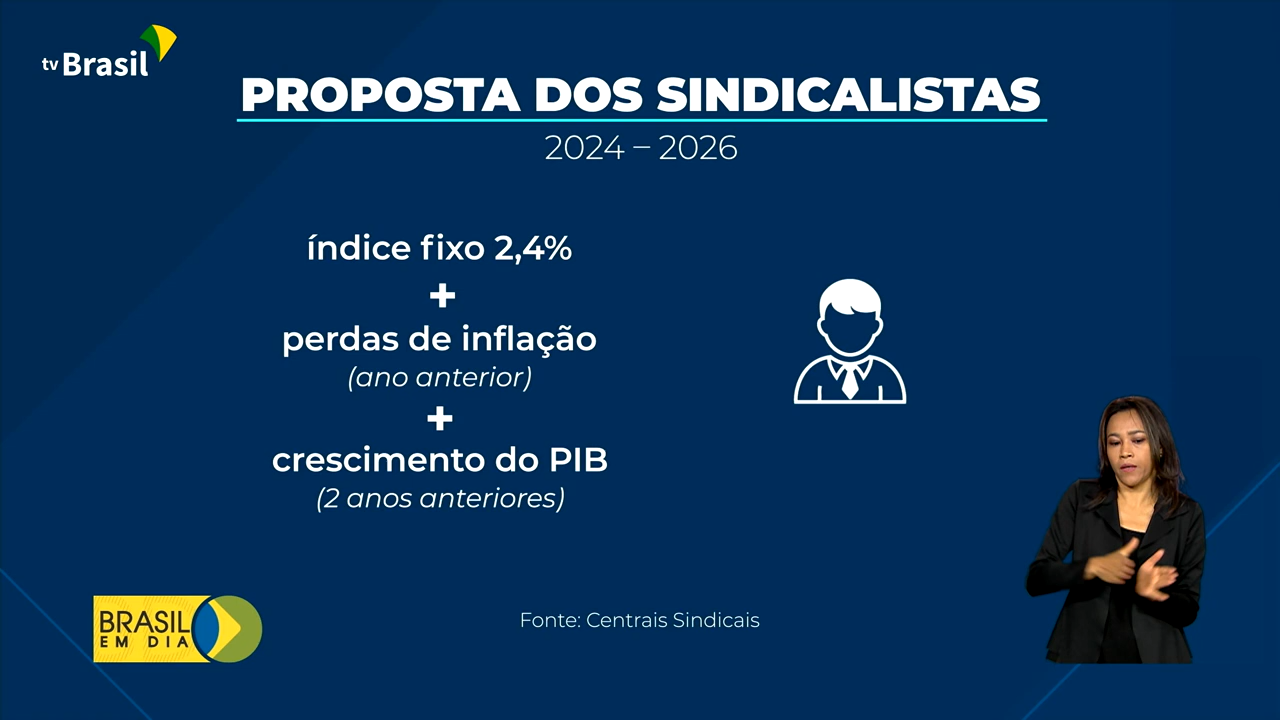 tv Brasil
PROPOSTA DOS SINDICALISTAS
2024 – 2026
índice fixo 2,4%
+
perdas de inflação
(ano anterior)
+
crescimento do PIB
(2 anos anteriores)
BRASIL
EM DIA
Fonte: Centrais Sindicais